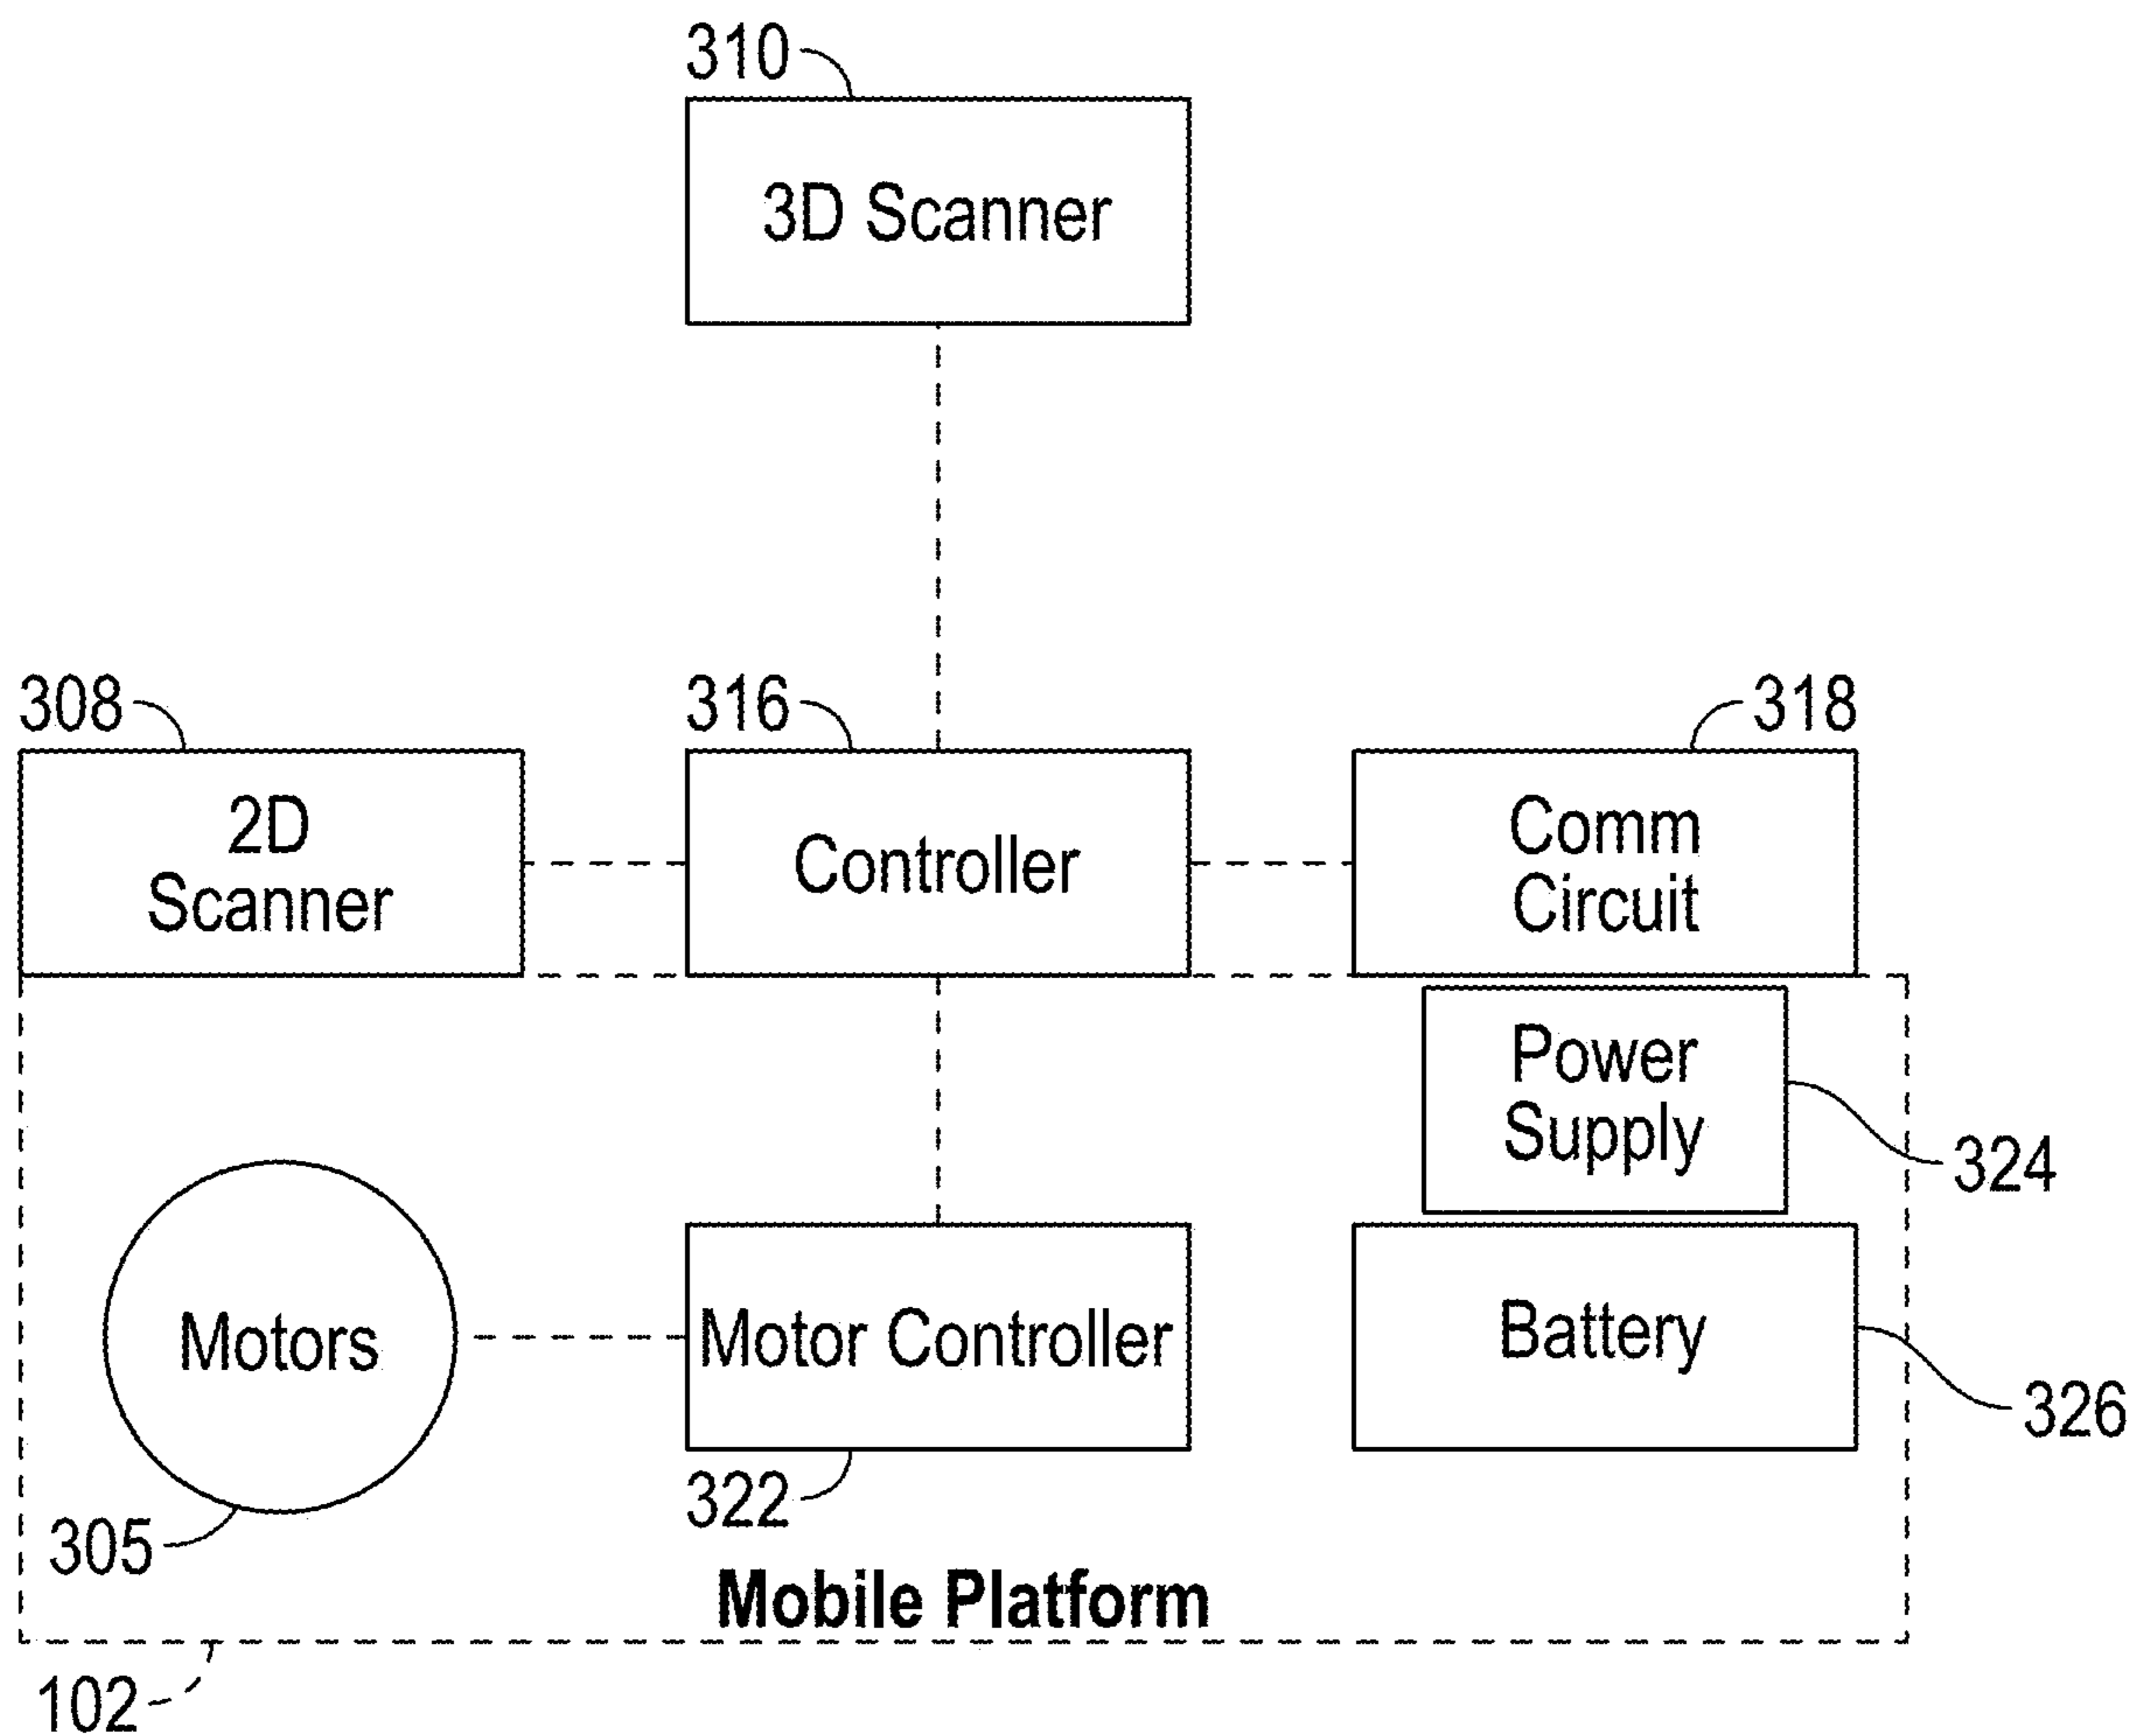 310
3D Scanner
308
316
318
2D
Scanner
Controller
Comm
Circuit
Power
Supply
324
Motors
Motor Controller
Battery
326
322
305
Mobile Platform
102